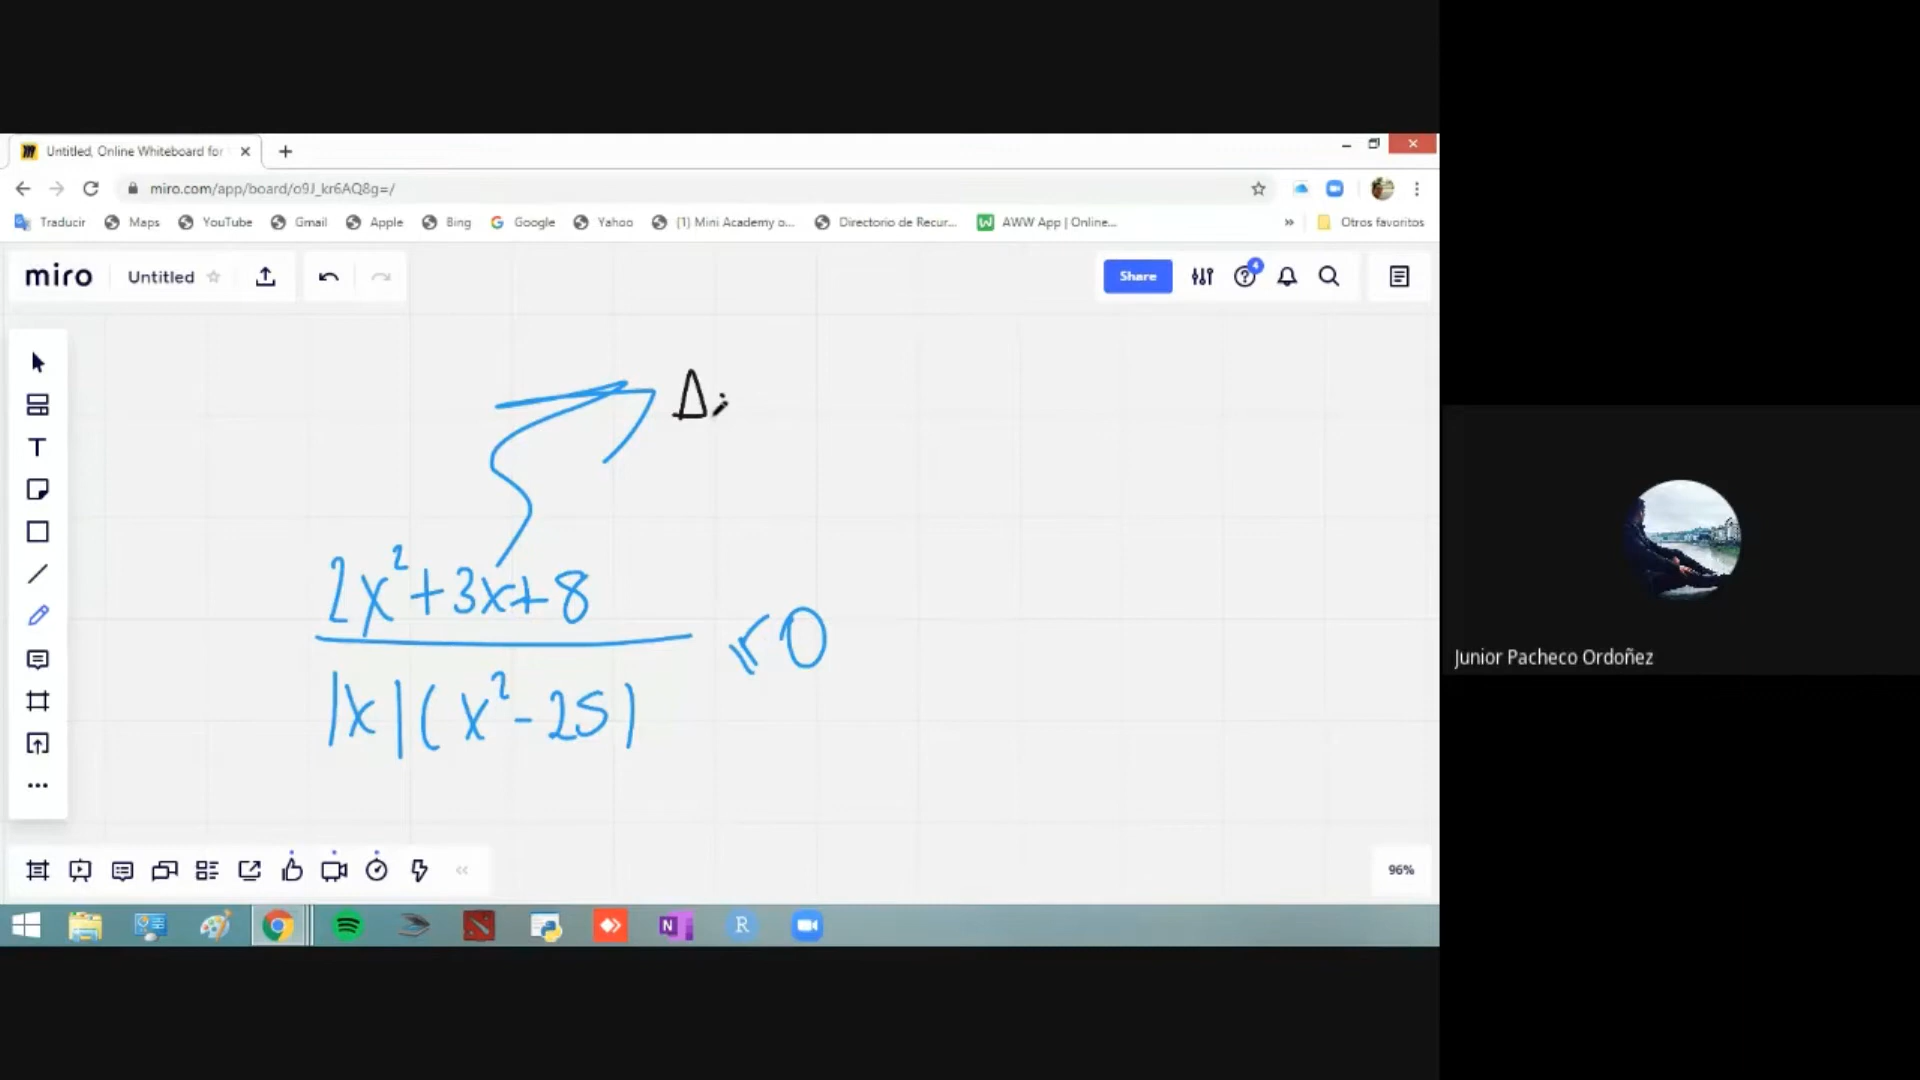 Untitled, Online Whiteboard for
miro.com/app/board/o9J_kr6AQ8g=/
Traducir Maps YouTube Gmail Apple Bing Google Yahoo (1) Mini Academy o... Directorio de Recur... AWW App | Online... » Otros favoritos
miro Untitled Share 4
Δ
2x²+3x+8
|x|(x²-25)
0
Junior Pacheco Ordoñez
96%